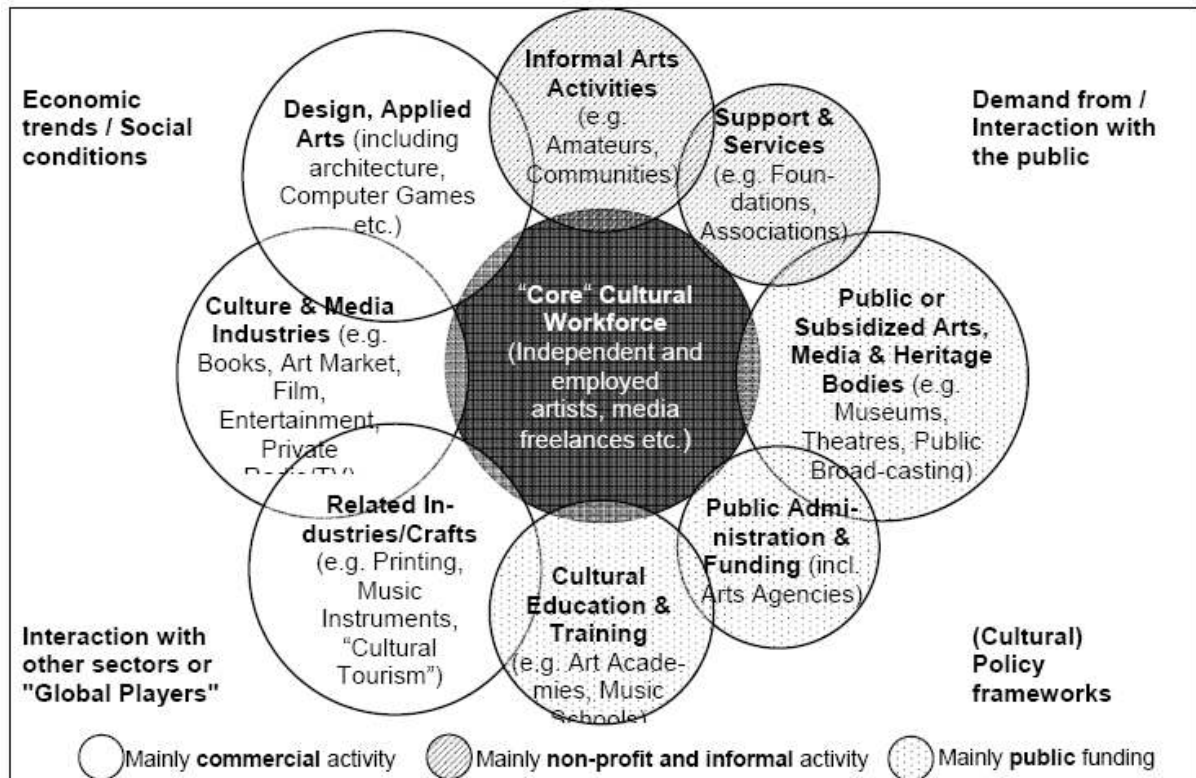 Economic
trends / Social
conditions
Design, Applied
Arts (including
architecture,
Computer Games
etc.)
Informal Arts
Activities
(e.g.
Amateurs,
Communities)
Support &
Services
(e.g. Foun-
dations,
Associations)
Demand from /
Interaction with
the public
Culture & Media
Industries (e.g.
Books, Art Market,
Film,
Entertainment,
Private
Radio/TV)
“Core“ Cultural
Workforce
(Independent and
employed
artists, media
freelances etc.)
Public or
Subsidized Arts,
Media & Heritage
Bodies (e.g.
Museums,
Theatres, Public
Broad-casting)
Related In-
dustries/Crafts
(e.g. Printing,
Music
Instruments,
“Cultural
Tourism”)
Cultural
Education &
Training
(e.g. Art Acade-
mies, Music
Schools)
Public Admi-
nistration &
Funding (incl.
Arts Agencies)
Interaction with
other sectors or
"Global Players"
(Cultural)
Policy
frameworks
Mainly commercial activity
Mainly non-profit and informal activity
Mainly public funding